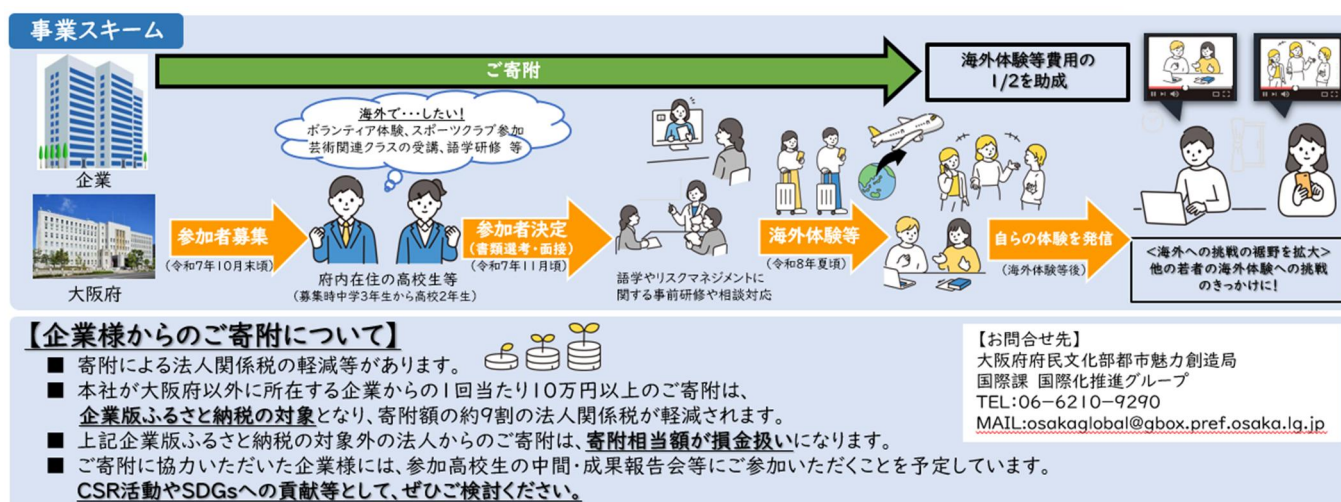 事業スキーム
企業
大阪府
ご寄附
海外体験等費用の
1/2を助成
海外で・・・したい!
ボランティア体験、スポーツクラブ参加
芸術関連クラスの受講、語学研修 等
参加者募集
(令和7年10月末頃)
府内在住の高校生等
(募集時中学3年生から高校2年生)
参加者決定
(書類選考・面接)
(令和7年11月頃)
語学やリスクマネジメントに
関する事前研修や相談対応
海外体験等
(令和8年夏頃)
自らの体験を発信
(海外体験等後)
<海外への挑戦の裾野を拡大>
他の若者の海外体験への挑戦
のきっかけに!
【企業様からのご寄附について】
■ 寄附による法人関係税の軽減等があります。
■ 本社が大阪府以外に所在する企業からの1回当たり10万円以上のご寄附は、
企業版ふるさと納税の対象となり、寄附額の約9割の法人関係税が軽減されます。
■ 上記企業版ふるさと納税の対象外の法人からのご寄附は、寄附相当額が損金扱いになります。
■ ご寄附に協力いただいた企業様には、参加高校生の中間・成果報告会等にご参加いただくことを予定しています。
CSR活動やSDGsへの貢献等として、ぜひご検討ください。
【お問合せ先】
大阪府府民文化部都市魅力創造局
国際課 国際化推進グループ
TEL:06-6210-9290
MAIL:osakaglobal@gbox.pref.osaka.lg.jp